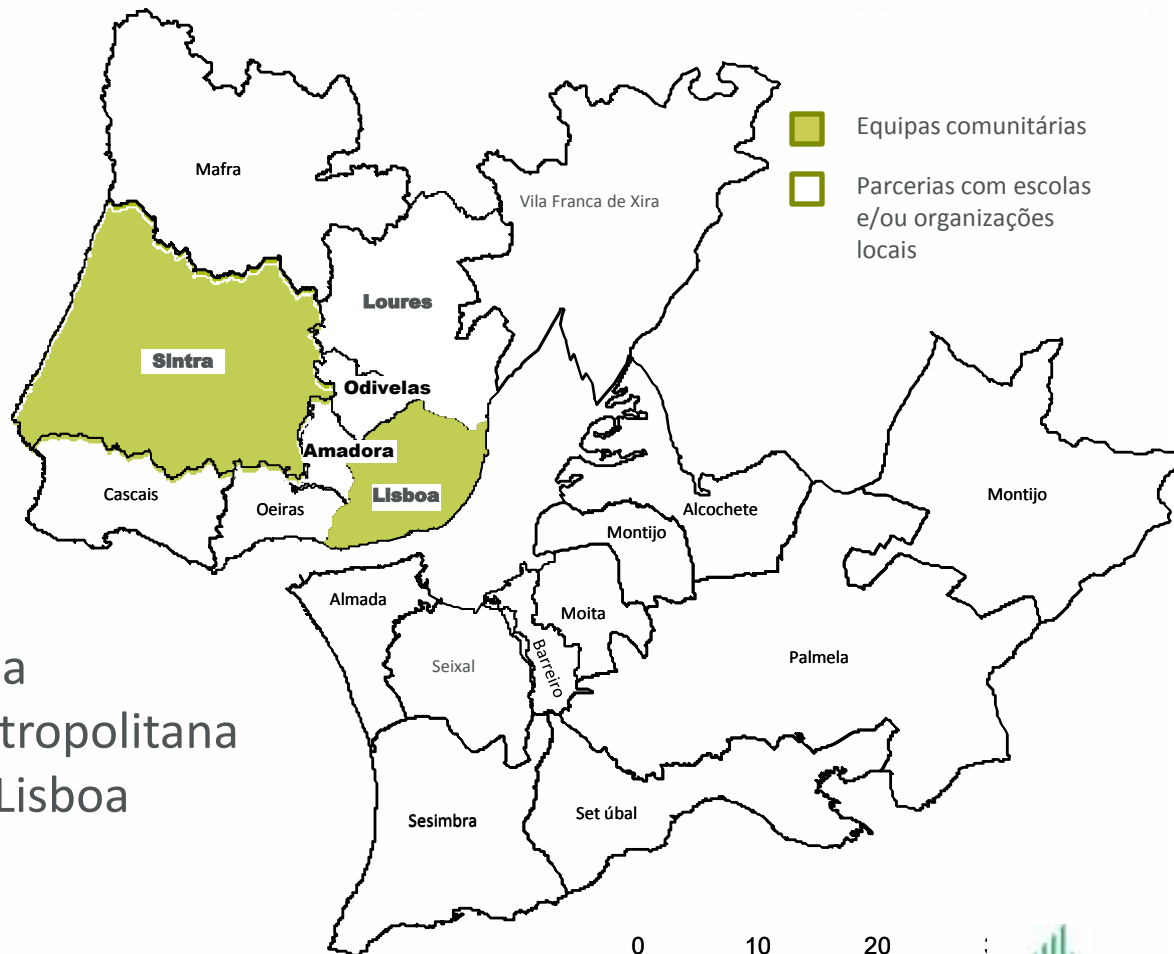 Mafra
Equipas comunitárias
Parcerias com escolas
e/ou organizações
locais
Vila Franca de Xira
Loures
Sintra
Odivelas
Amadora
Lisboa
Cascais
Oeiras
Alcochete
Montijo
Montijo
Almada
Moita
Seixal
Barreiro
Palmela
a
tropolitana
Lisboa
Sesimbra
Set úbal
0 10 20